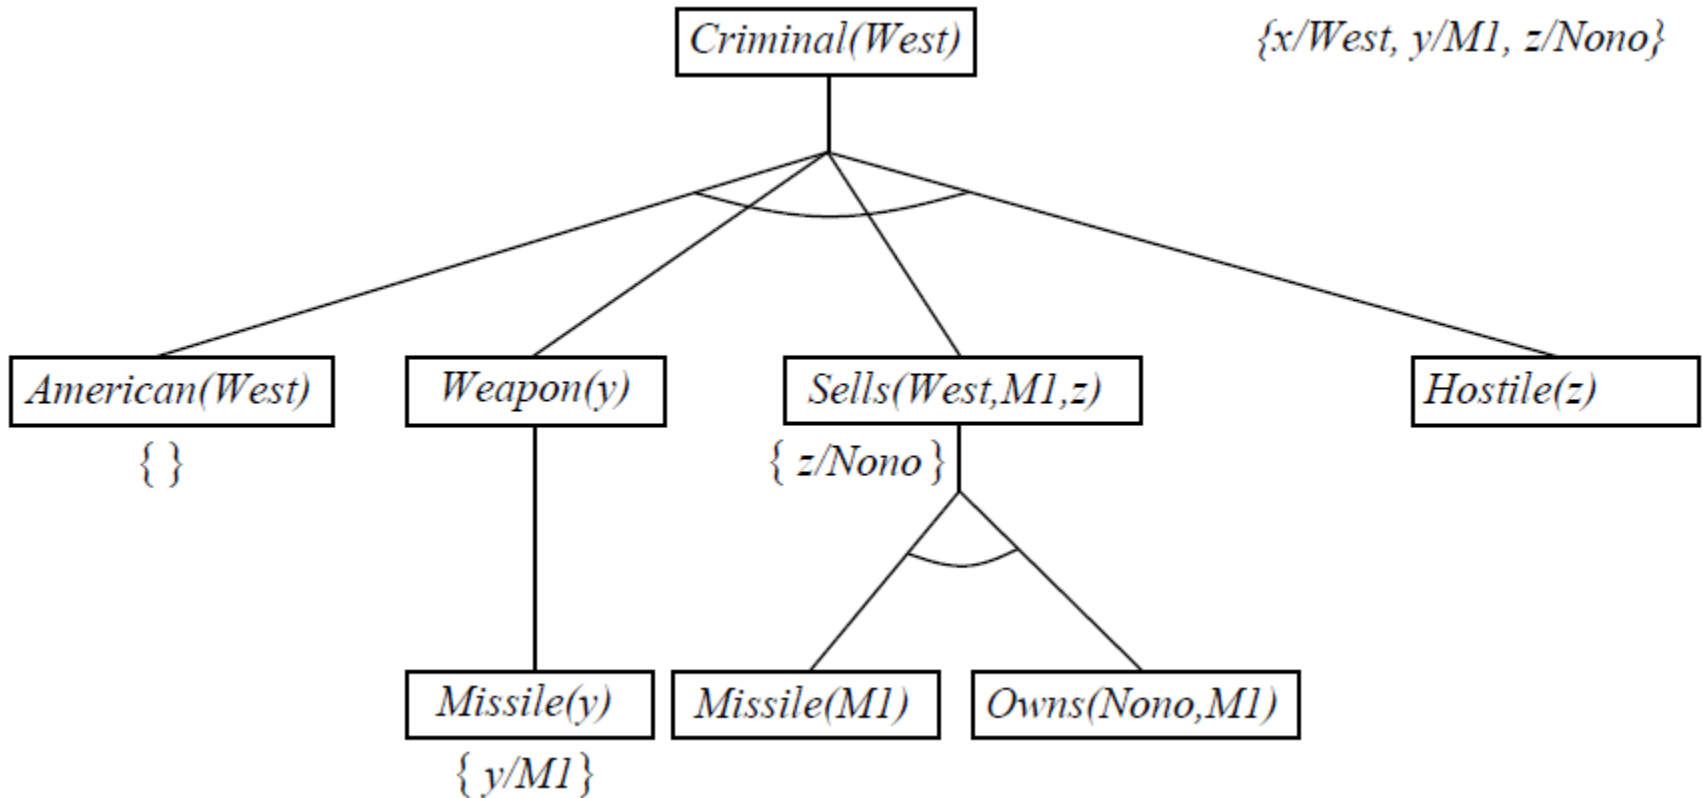 Criminal(West)
{x/West, y/M1, z/Nono}
American(West)
Weapon(y)
Sells(West,M1,z)
Hostile(z)
{ }
{ z/Nono }
Missile(y)
Missile(M1)
Owns(Nono,M1)
{ y/M1 }